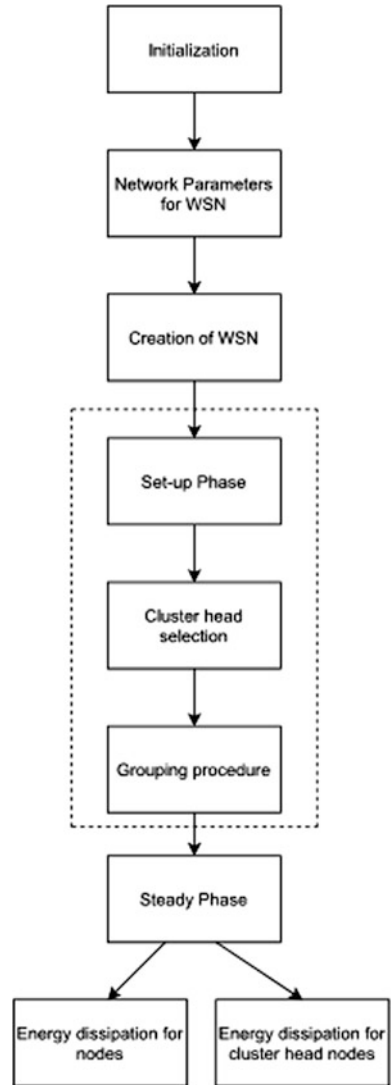 Initialization
Network Parameters
for WSN
Creation of WSN
Set-up Phase
Cluster head
selection
Grouping procedure
Steady Phase
Energy dissipation for
nodes
Energy dissipation for
cluster head nodes